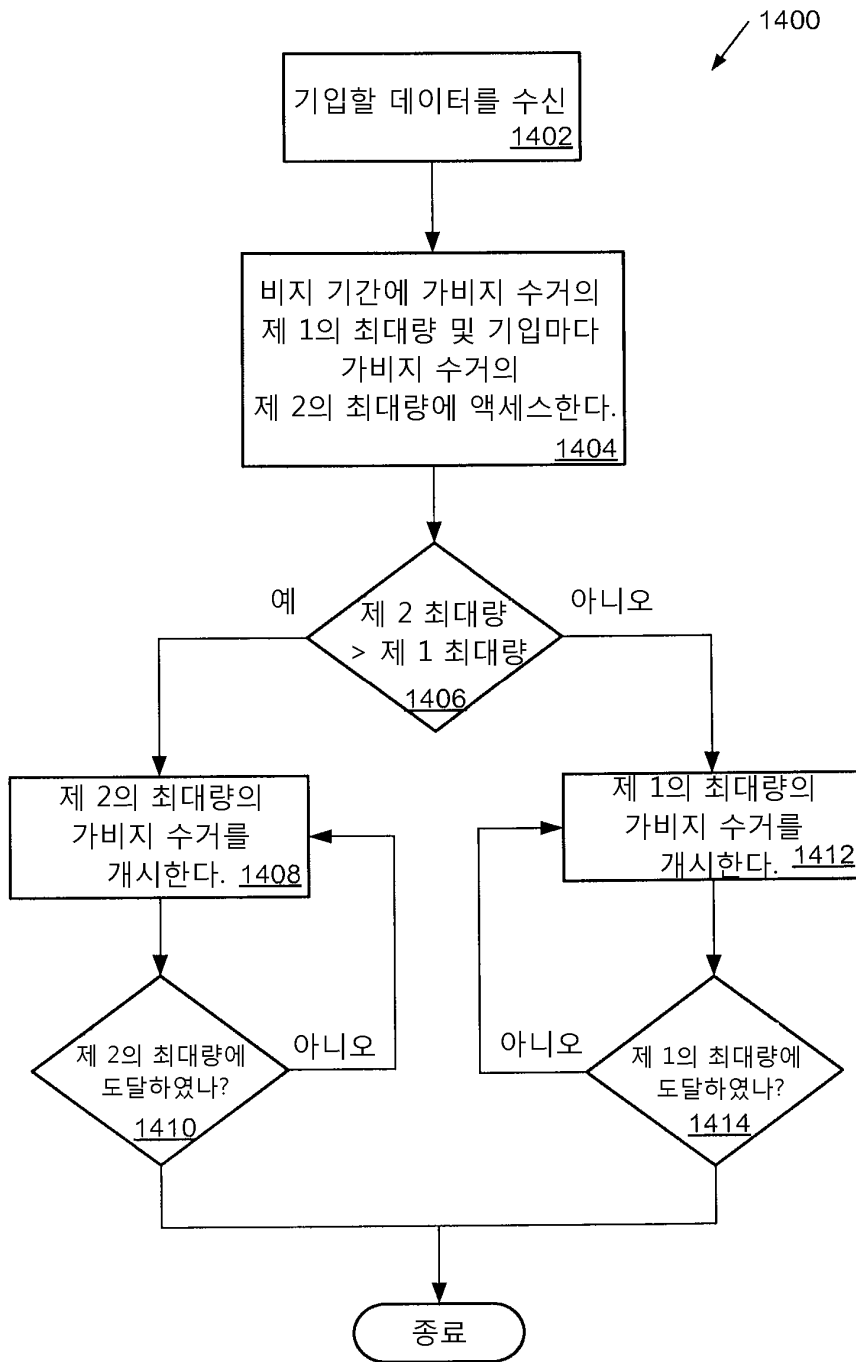 1400
기입할 데이터를 수신
1402
비지 기간에 가비지 수거의
제 1의 최대량 및 기입마다
가비지 수거의
제 2의 최대량에 액세스한다.
1404
예
아니오
제 2 최대량
> 제 1 최대량
1406
제 2의 최대량의
가비지 수거를
개시한다. 1408
제 1의 최대량의
가비지 수거를
개시한다. 1412
제 2의 최대량에
도달하였나?
1410
아니오
아니오
제 1의 최대량에
도달하였나?
1414
종료